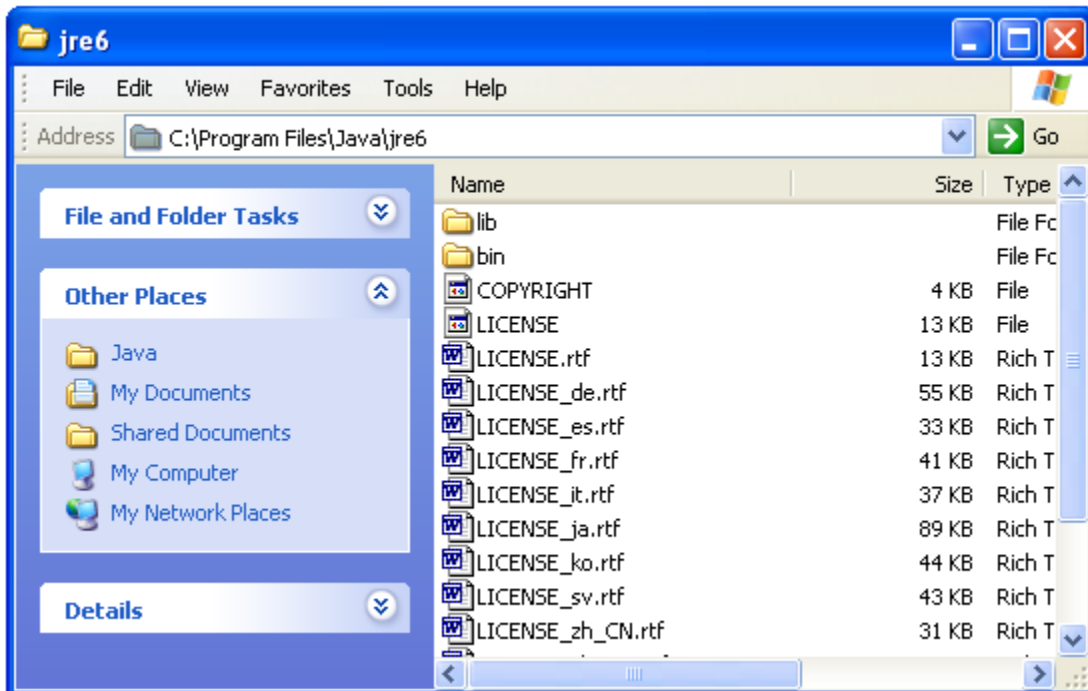 jre6
File Edit View Favorites Tools Help
Address C:\Program Files\Java\jre6 Go
File and Folder Tasks
Other Places
Java
My Documents
Shared Documents
My Computer
My Network Places
Details
Name Size Type
lib File Fo
bin File Fo
COPYRIGHT 4 KB File
LICENSE 13 KB File
LICENSE.rtf 13 KB Rich T
LICENSE_de.rtf 55 KB Rich T
LICENSE_es.rtf 33 KB Rich T
LICENSE_fr.rtf 41 KB Rich T
LICENSE_it.rtf 37 KB Rich T
LICENSE_ja.rtf 89 KB Rich T
LICENSE_ko.rtf 44 KB Rich T
LICENSE_sv.rtf 43 KB Rich T
LICENSE_zh_CN.rtf 31 KB Rich T